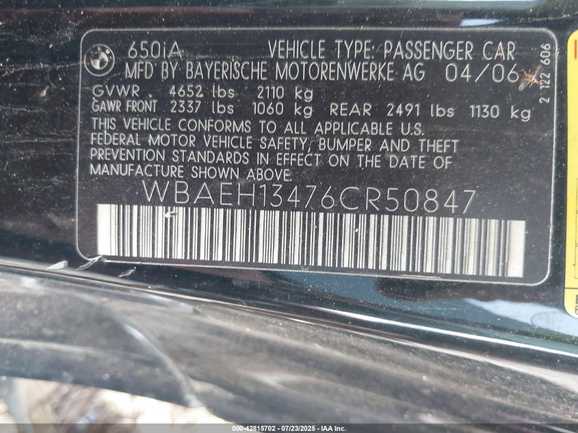 650iA VEHICLE TYPE: PASSENGER CAR
MFD BY BAYERISCHE MOTORENWERKE AG 04/06
GVWR 4652 lbs 2110 kg
GAWR FRONT 2337 lbs 1060 kg REAR 2491 lbs 1130 kg
THIS VEHICLE CONFORMS TO ALL APPLICABLE U.S.
FEDERAL MOTOR VEHICLE SAFETY, BUMPER AND THEFT
PREVENTION STANDARDS IN EFFECT ON THE DATE OF
MANUFACTURE SHOWN ABOVE.
WBAEH13476CR50847
2 122 606
000-42815702 - 07/23/2025 - IAA Inc.